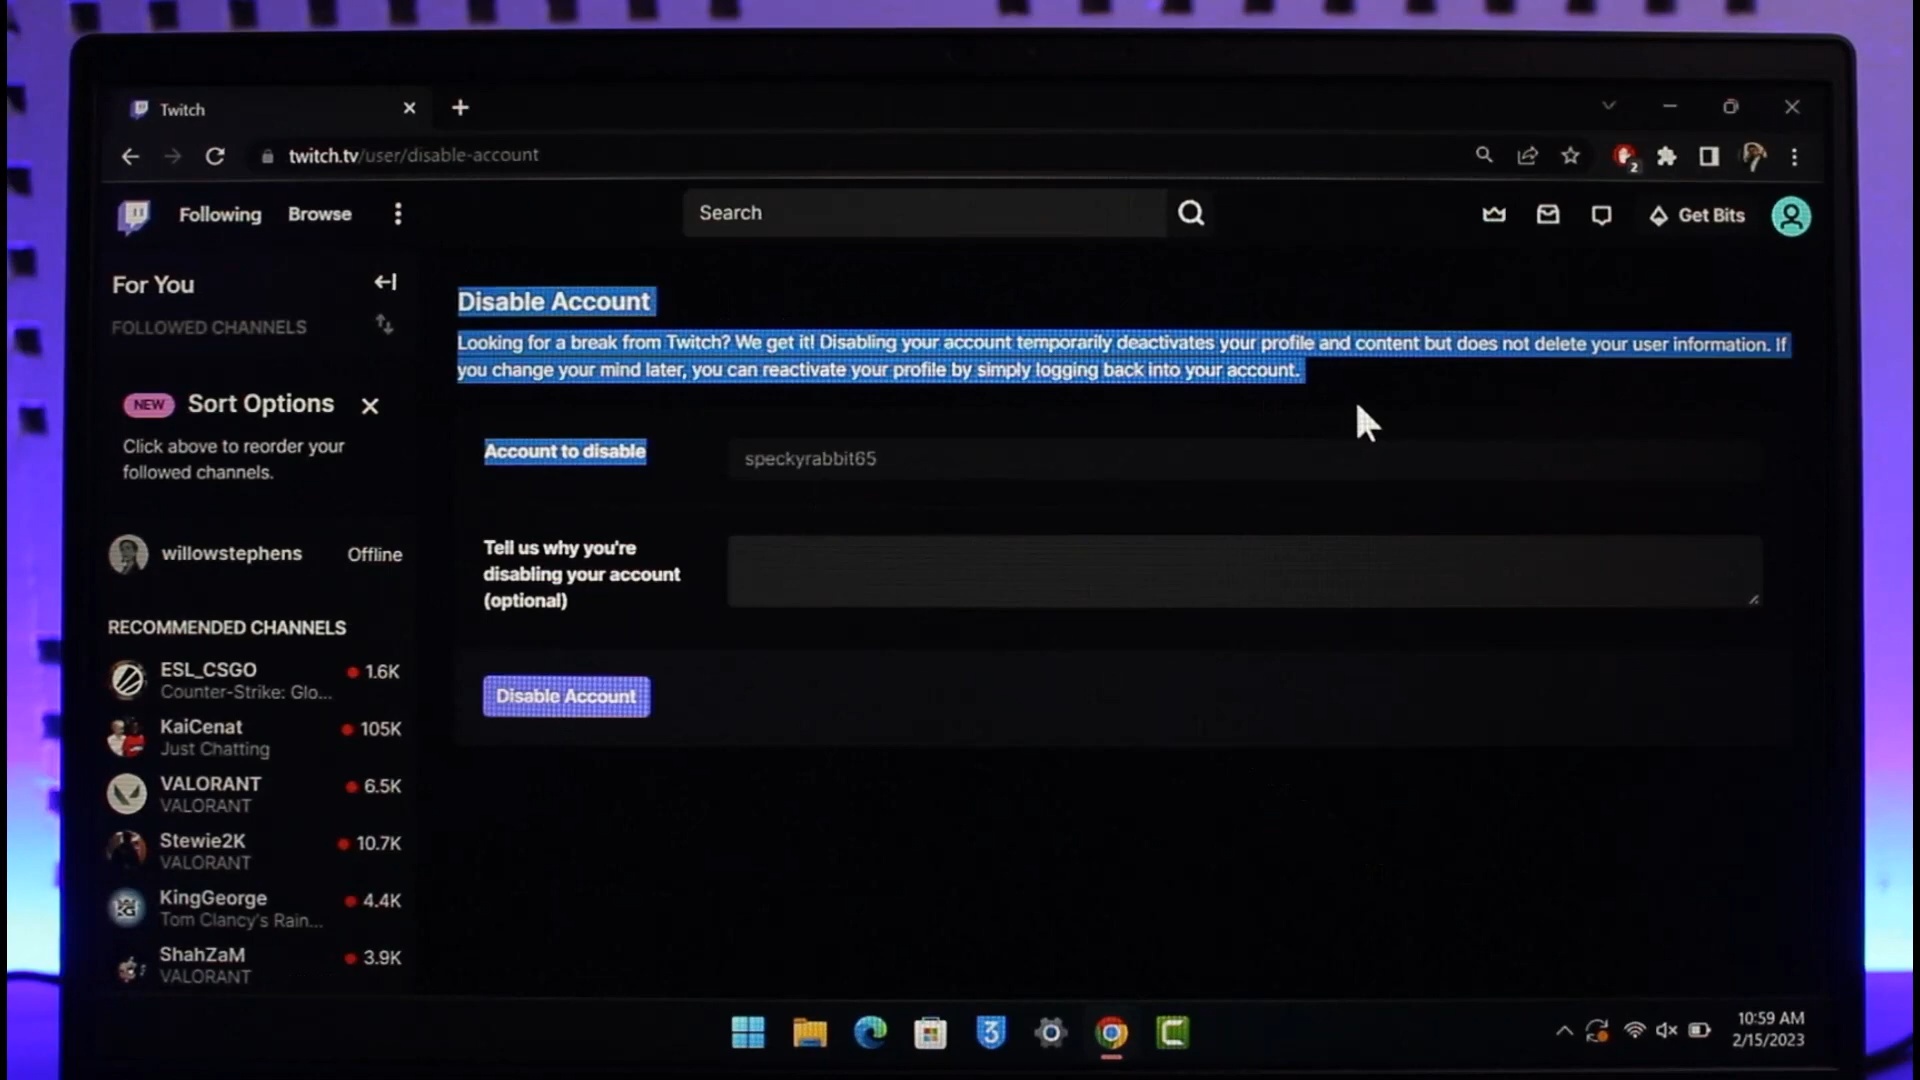 Twitch
twitch.tv/user/disable-account
2
Following Browse
Search
Get Bits
For You
FOLLOWED CHANNELS
NEW Sort Options
Click above to reorder your
followed channels.
willowstephens Offline
RECOMMENDED CHANNELS
ESL_CSGO 1.6K
Counter-Strike: Glo...
KaiCenat 105K
Just Chatting
VALORANT 6.5K
VALORANT
Stewie2K 10.7K
VALORANT
KingGeorge 4.4K
Tom Clancy's Rain...
ShahZaM 3.9K
VALORANT
Disable Account
Looking for a break from Twitch? We get it! Disabling your account temporarily deactivates your profile and content but does not delete your user information. If
you change your mind later, you can reactivate your profile by simply logging back into your account.
Account to disable speckyrabbit65
Tell us why you're
disabling your account
(optional)
Disable Account
3
10:59 AM
2/15/2023